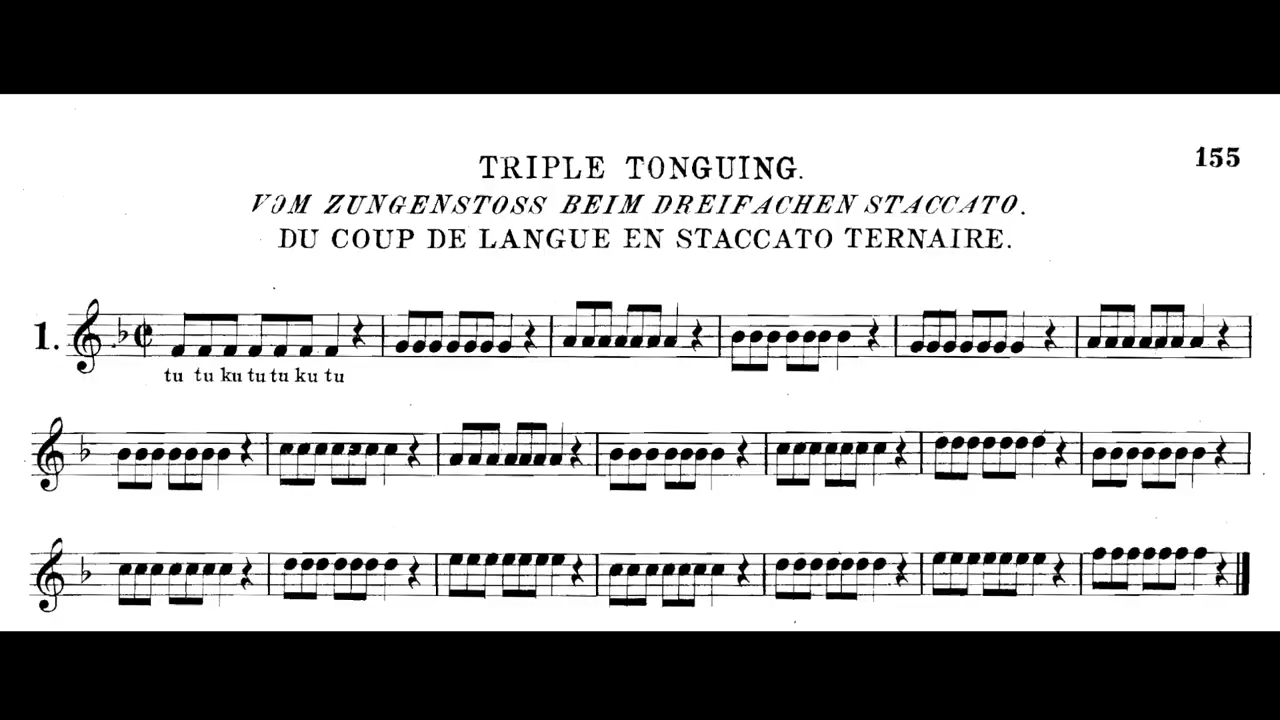 155
TRIPLE TONGUING.
VOM ZUNGENSTOSS BEIM DREIFACHEN STACCATO.
DU COUP DE LANGUE EN STACCATO TERNAIRE.
1.
tu tu ku tu tu ku tu